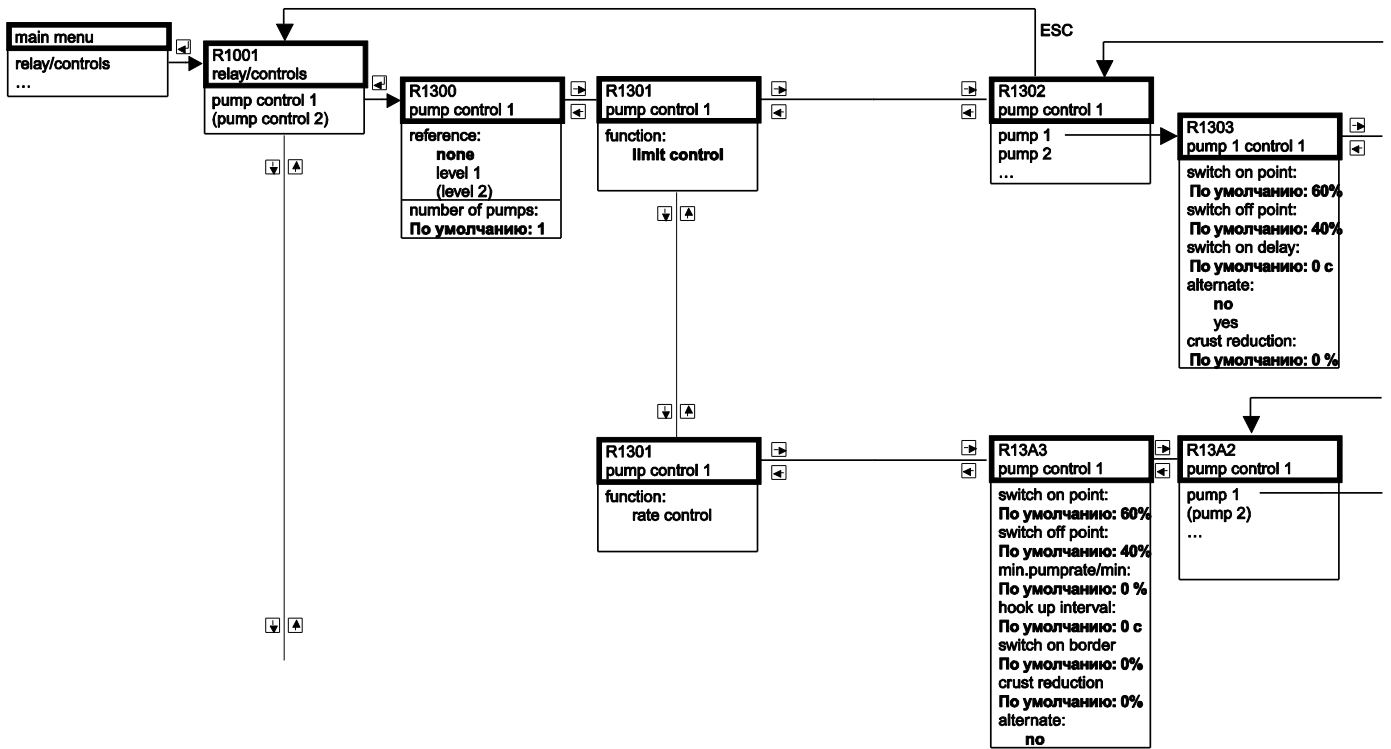 main menu
relay/controls
...
R1001
relay/controls
pump control 1
(pump control 2)
R1300
pump control 1
reference:
none
level 1
(level 2)
number of pumps:
По умолчанию: 1
R1301
pump control 1
function:
limit control
ESC
R1302
pump control 1
pump 1
pump 2
...
R1303
pump 1 control 1
switch on point:
По умолчанию: 60%
switch off point:
По умолчанию: 40%
switch on delay:
По умолчанию: 0 с
alternate:
no
yes
crust reduction:
По умолчанию: 0 %
R1301
pump control 1
function:
rate control
R13A3
pump control 1
switch on point:
По умолчанию: 60%
switch off point:
По умолчанию: 40%
min.pumprate/min:
По умолчанию: 0 %
hook up interval:
По умолчанию: 0 с
switch on border
По умолчанию: 0%
crust reduction
По умолчанию: 0%
alternate:
no
R13A2
pump control 1
pump 1
(pump 2)
...